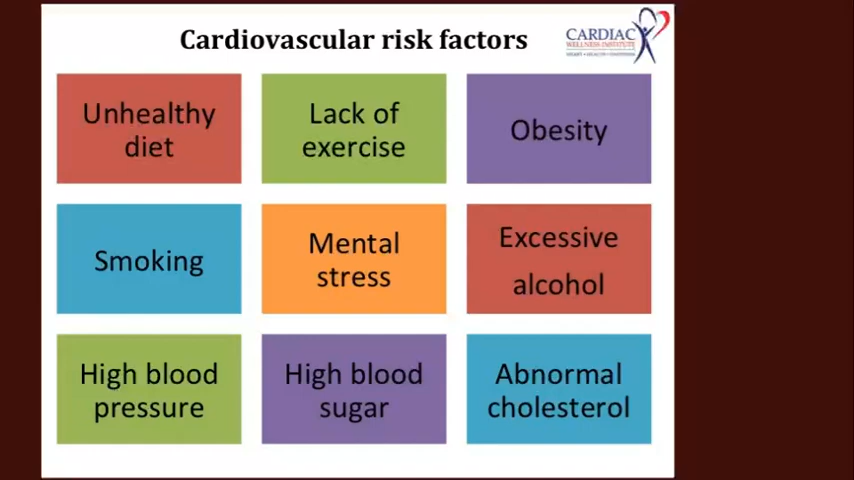 Cardiovascular risk factors
CARDIAC
WELLNESS INSTITUTE
Unhealthy
diet
Lack of
exercise
Obesity
Smoking
Mental
stress
Excessive
alcohol
High blood
pressure
High blood
sugar
Abnormal
cholesterol